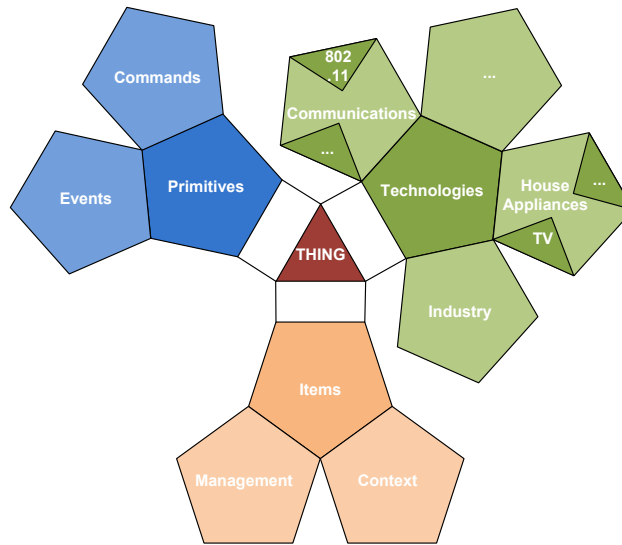 Commands
Events
Primitives
802
.11
Communications
...
...
Technologies
House
Appliances
...
TV
Industry
THING
Items
Management
Context